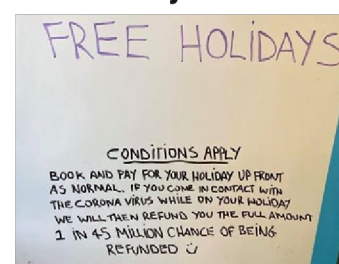 FREE HOLIDAYS
CONDITIONS APPLY
BOOK AND PAY FOR YOUR HOLIDAY UP FRONT
AS NORMAL. IF YOU COME IN CONTACT WITH
THE CORONA VIRUS WHILE ON YOUR HOLIDAY
WE WILL THEN REFUND YOU THE FULL AMOUNT
1 IN 45 MILLION CHANCE OF BEING
REFUNDED